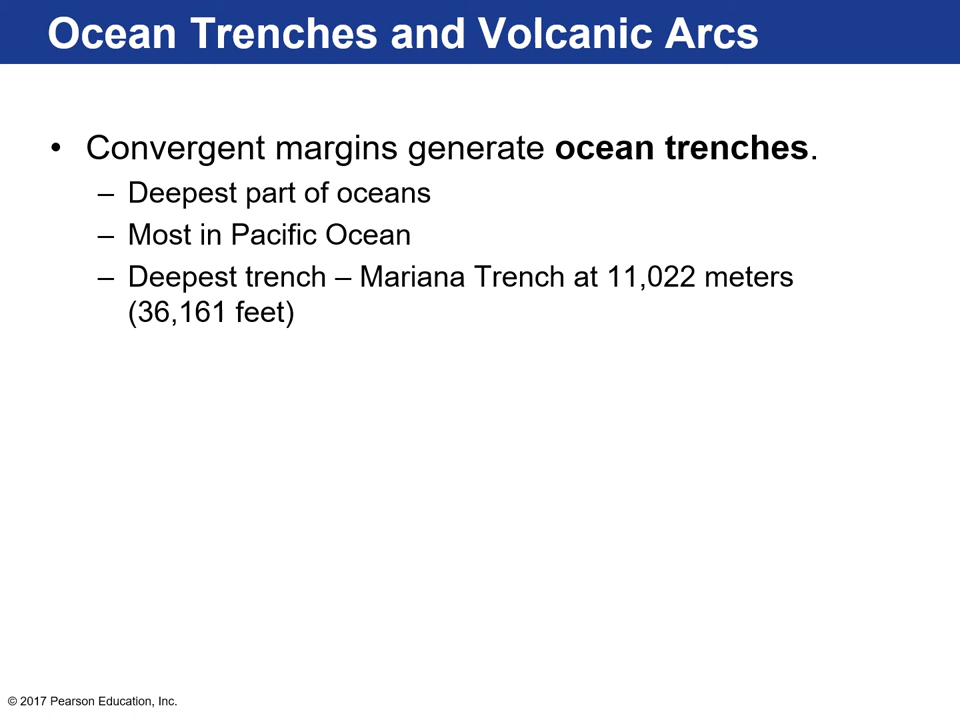 Ocean Trenches and Volcanic Arcs
• Convergent margins generate ocean trenches.
– Deepest part of oceans
– Most in Pacific Ocean
– Deepest trench – Mariana Trench at 11,022 meters
(36,161 feet)
© 2017 Pearson Education, Inc.